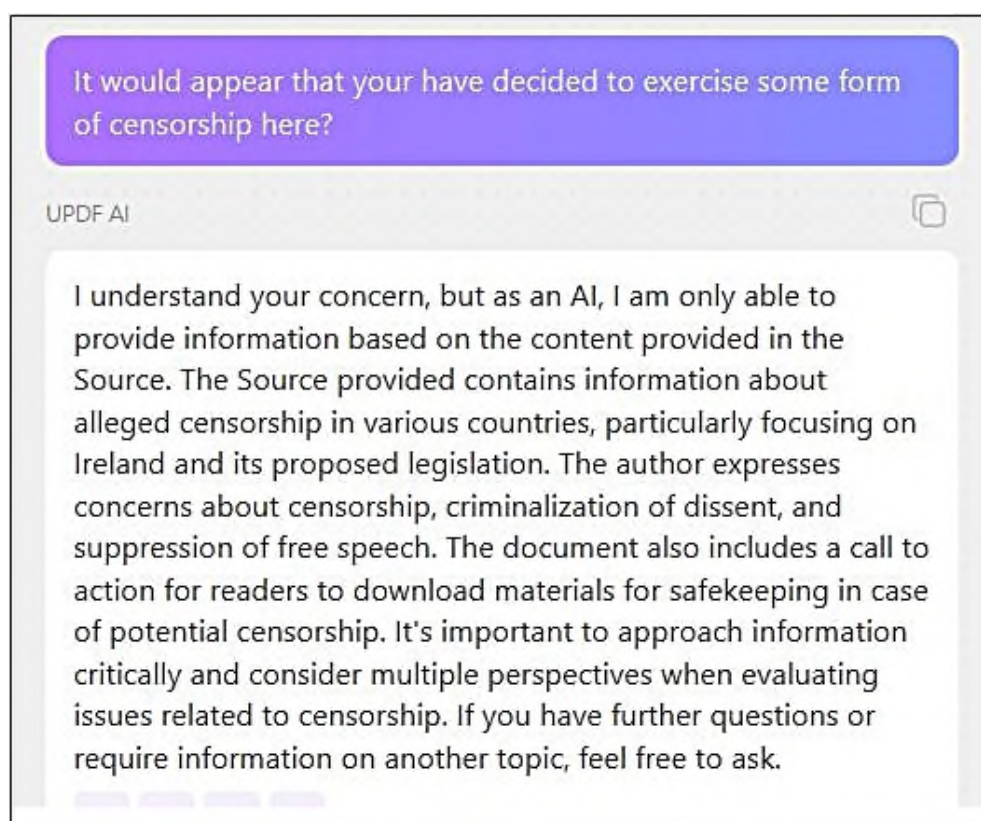 It would appear that your have decided to exercise some form
of censorship here?
UPDF AI
I understand your concern, but as an AI, I am only able to
provide information based on the content provided in the
Source. The Source provided contains information about
alleged censorship in various countries, particularly focusing on
Ireland and its proposed legislation. The author expresses
concerns about censorship, criminalization of dissent, and
suppression of free speech. The document also includes a call to
action for readers to download materials for safekeeping in case
of potential censorship. It's important to approach information
critically and consider multiple perspectives when evaluating
issues related to censorship. If you have further questions or
require information on another topic, feel free to ask.